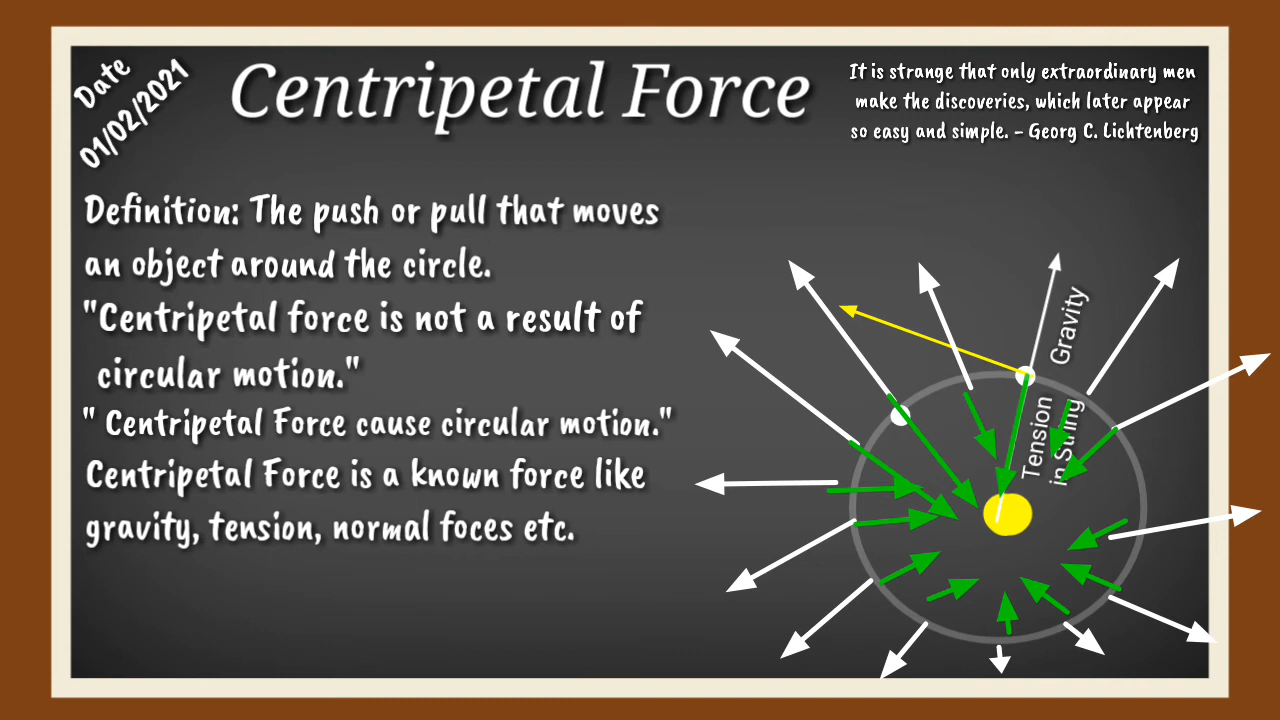 Date
01/02/2021
Centripetal Force
It is strange that only extraordinary men
make the discoveries, which later appear
so easy and simple. - Georg C. Lichtenberg
Definition: The push or pull that moves
an object around the circle.
"Centripetal force is not a result of
circular motion."
" Centripetal Force cause circular motion."
Centripetal Force is a known force like
gravity, tension, normal foces etc.
Gravity
Tension
in String